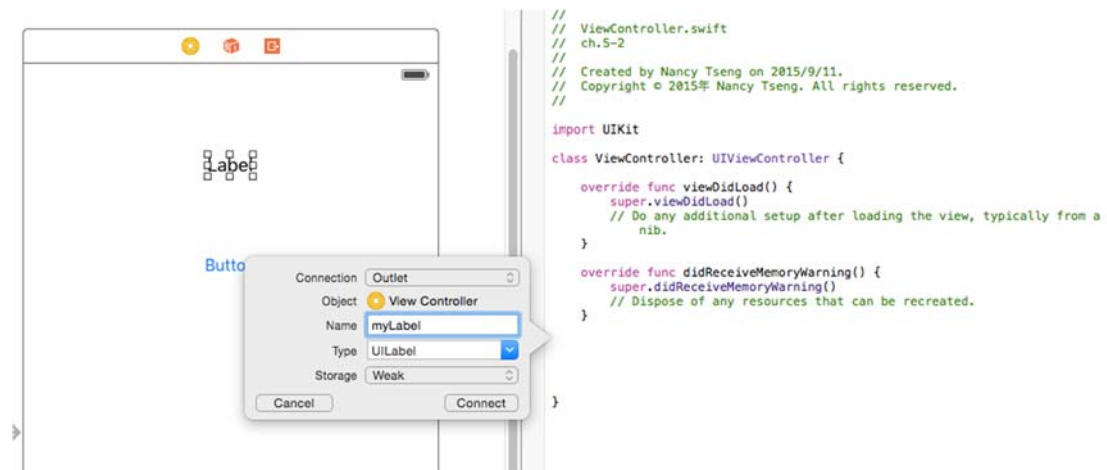 Label
Button
Connection Outlet
Object View Controller
Name myLabel
Type UILabel
Storage Weak
Cancel Connect
//
// ViewController.swift
// ch.5-2
//
// Created by Nancy Tseng on 2015/9/11.
// Copyright © 2015年 Nancy Tseng. All rights reserved.
//
import UIKit
class ViewController: UIViewController {
override func viewDidLoad() {
super.viewDidLoad()
// Do any additional setup after loading the view, typically from a
nib.
}
override func didReceiveMemoryWarning() {
super.didReceiveMemoryWarning()
// Dispose of any resources that can be recreated.
}
}